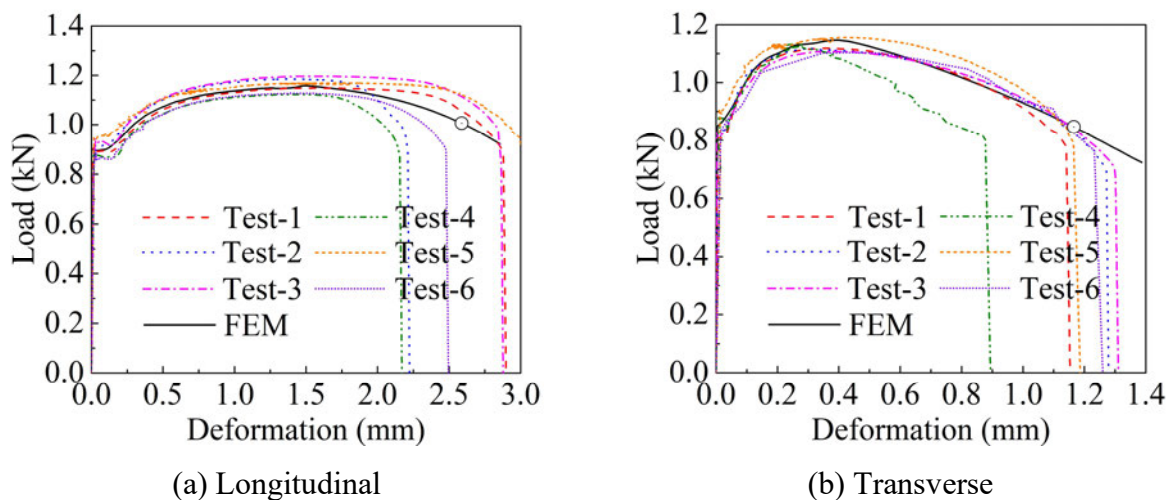 1.4
1.2
1.0
0.8
0.6
0.4
0.2
0.0
Load (kN)
Test-1
Test-2
Test-3
FEM
Test-4
Test-5
Test-6
0.0 0.5 1.0 1.5 2.0 2.5 3.0
Deformation (mm)
(a) Longitudinal
1.2
1.0
0.8
0.6
0.4
0.2
0.0
Load (kN)
Test-1
Test-2
Test-3
FEM
Test-4
Test-5
Test-6
0.0 0.2 0.4 0.6 0.8 1.0 1.2 1.4
Deformation (mm)
(b) Transverse